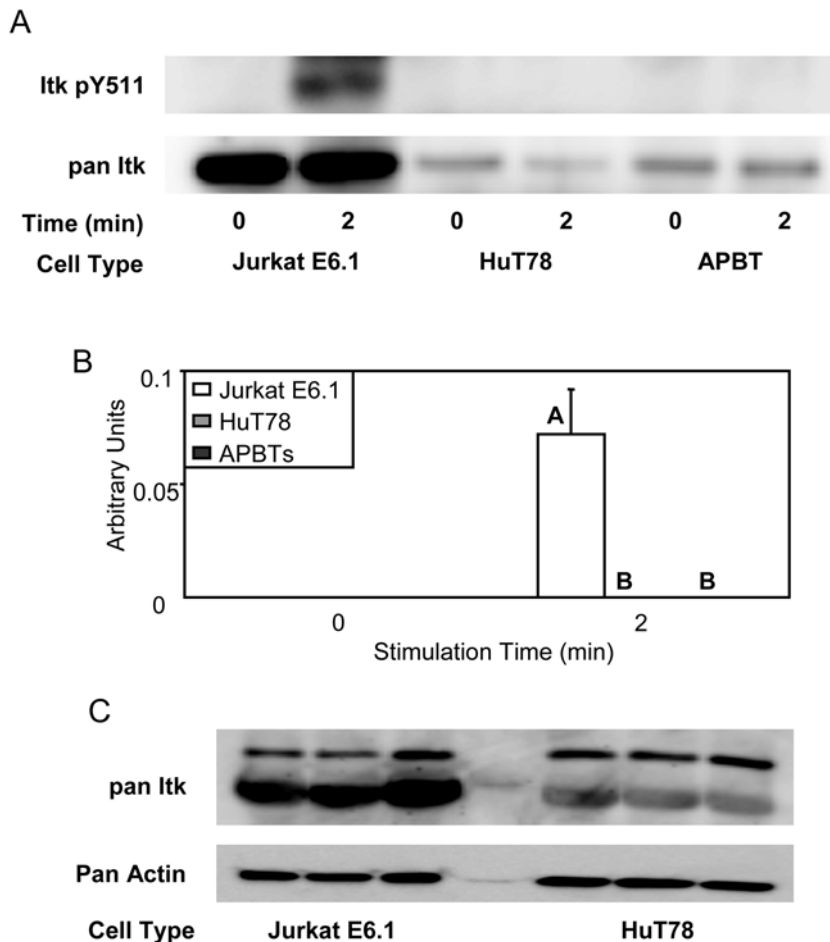 A
Itk pY511
pan Itk
Time (min) 0 2 0 2 0 2
Cell Type Jurkat E6.1 HuT78 APBT
B
0.1
Jurkat E6.1
HuT78
APBTs
Arbitrary Units
0.05
0
A
B B
0 2
Stimulation Time (min)
C
pan Itk
Pan Actin
Cell Type Jurkat E6.1 HuT78